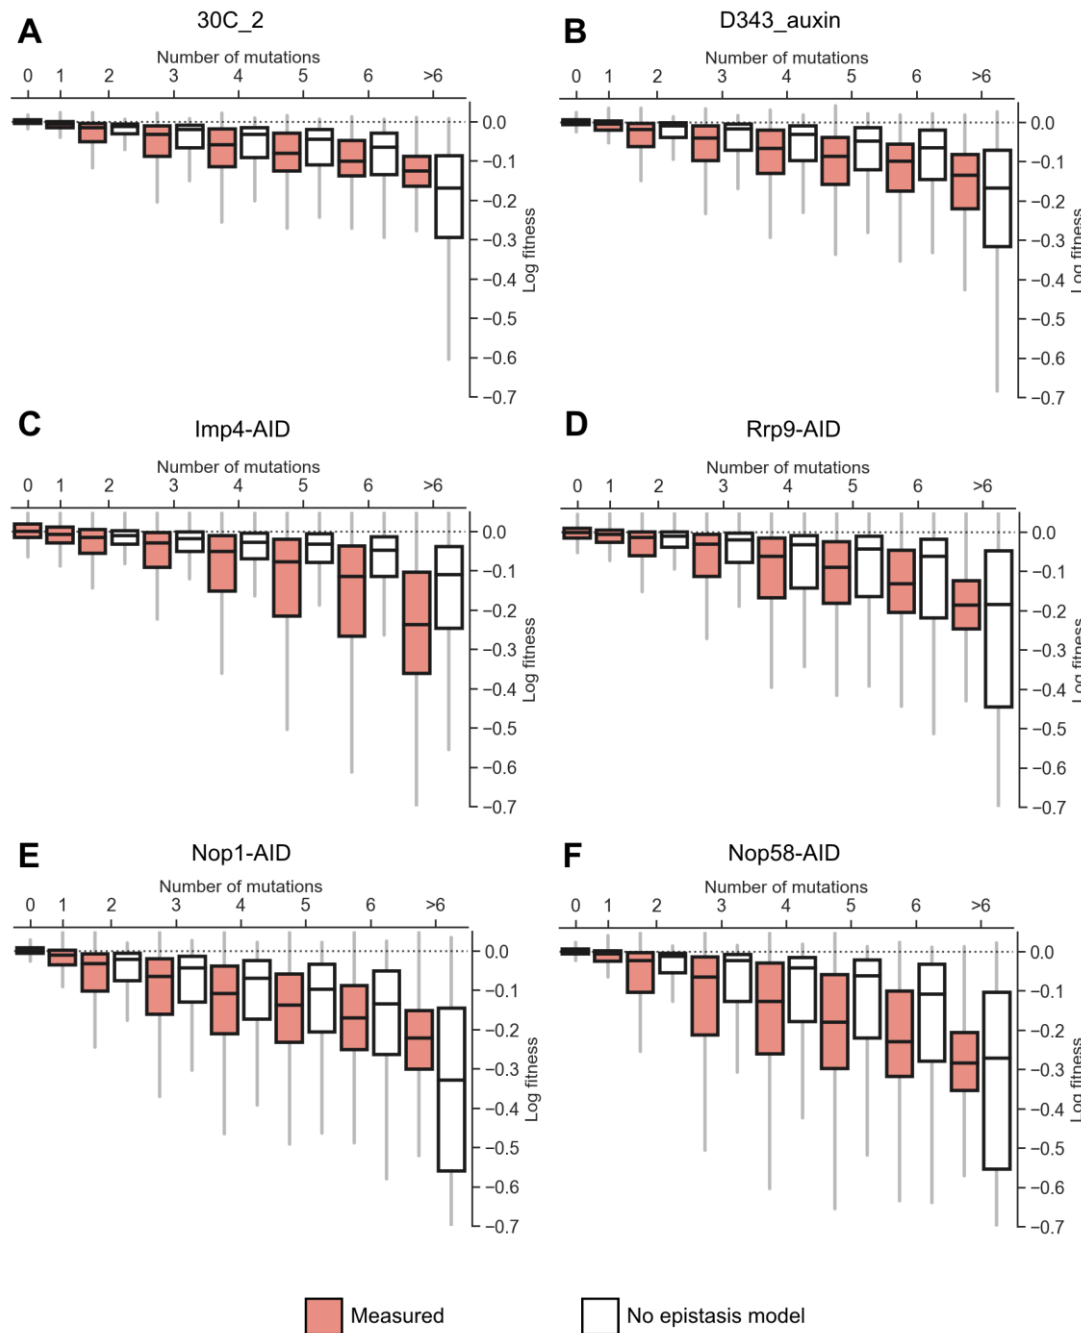 A
30C_2
Number of mutations
0 1 2 3 4 5 6 >6
0.0
−0.1
−0.2
−0.3
−0.4
−0.5
−0.6
−0.7
Log fitness
B
D343_auxin
Number of mutations
0 1 2 3 4 5 6 >6
0.0
−0.1
−0.2
−0.3
−0.4
−0.5
−0.6
−0.7
Log fitness
C
Imp4-AID
Number of mutations
0 1 2 3 4 5 6 >6
0.0
−0.1
−0.2
−0.3
−0.4
−0.5
−0.6
−0.7
Log fitness
D
Rrp9-AID
Number of mutations
0 1 2 3 4 5 6 >6
0.0
−0.1
−0.2
−0.3
−0.4
−0.5
−0.6
−0.7
Log fitness
E
Nop1-AID
Number of mutations
0 1 2 3 4 5 6 >6
0.0
−0.1
−0.2
−0.3
−0.4
−0.5
−0.6
−0.7
Log fitness
F
Nop58-AID
Number of mutations
0 1 2 3 4 5 6 >6
0.0
−0.1
−0.2
−0.3
−0.4
−0.5
−0.6
−0.7
Log fitness
Measured
No epistasis model